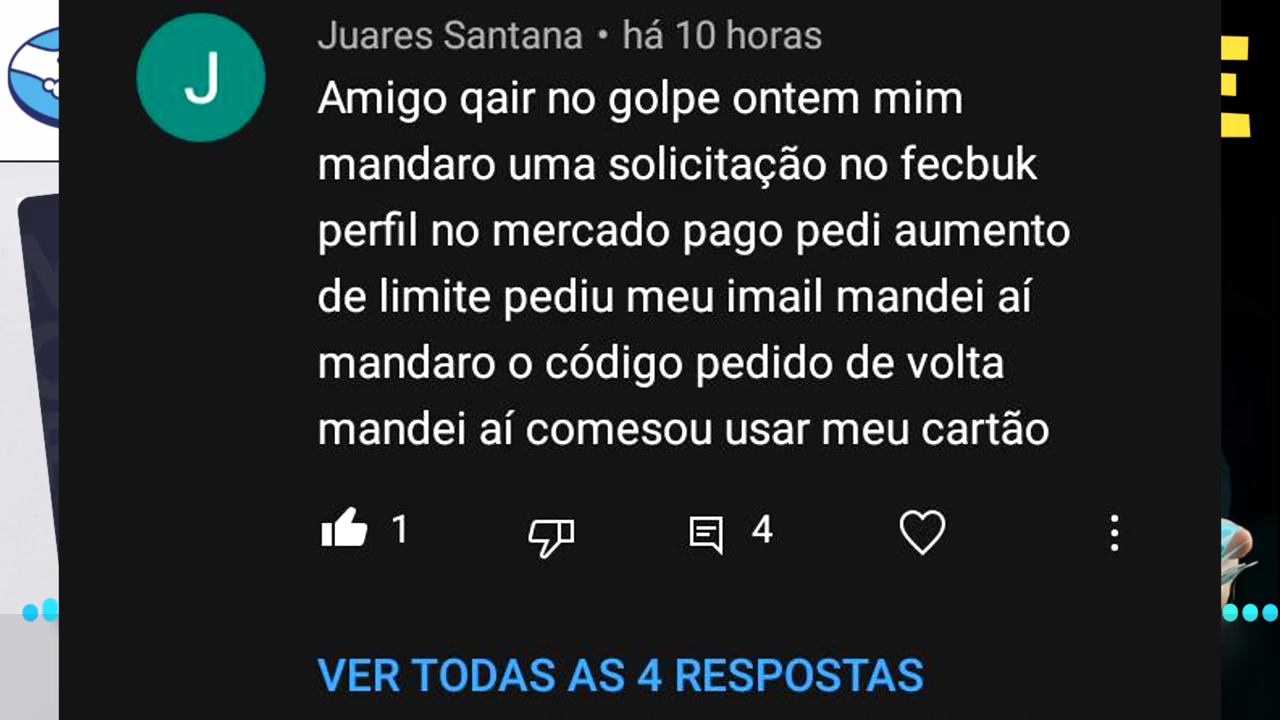 J
Juares Santana • há 10 horas
Amigo qair no golpe ontem mim
mandaro uma solicitação no fecbuk
perfil no mercado pago pedi aumento
de limite pediu meu imail mandei aí
mandaro o código pedido de volta
mandei aí comesou usar meu cartão
1
4
VER TODAS AS 4 RESPOSTAS
E